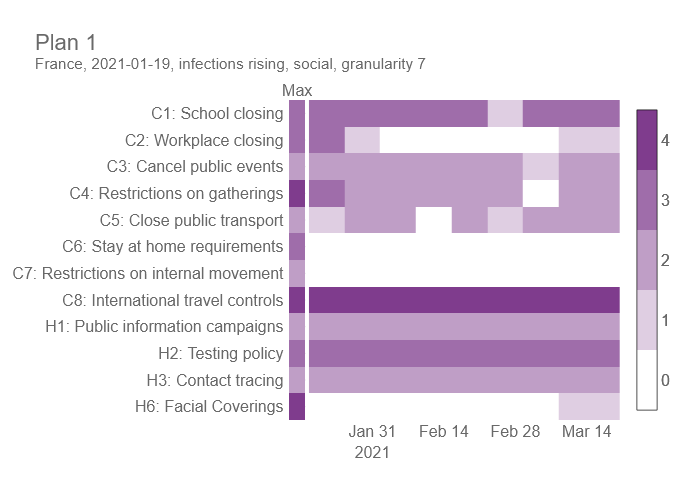 Plan 1
France, 2021-01-19, infections rising, social, granularity 7
Max
C1: School closing
C2: Workplace closing
C3: Cancel public events
C4: Restrictions on gatherings
C5: Close public transport
C6: Stay at home requirements
C7: Restrictions on internal movement
C8: International travel controls
H1: Public information campaigns
H2: Testing policy
H3: Contact tracing
H6: Facial Coverings
Jan 31 Feb 14 Feb 28 Mar 14
2021
4
3
2
1
0